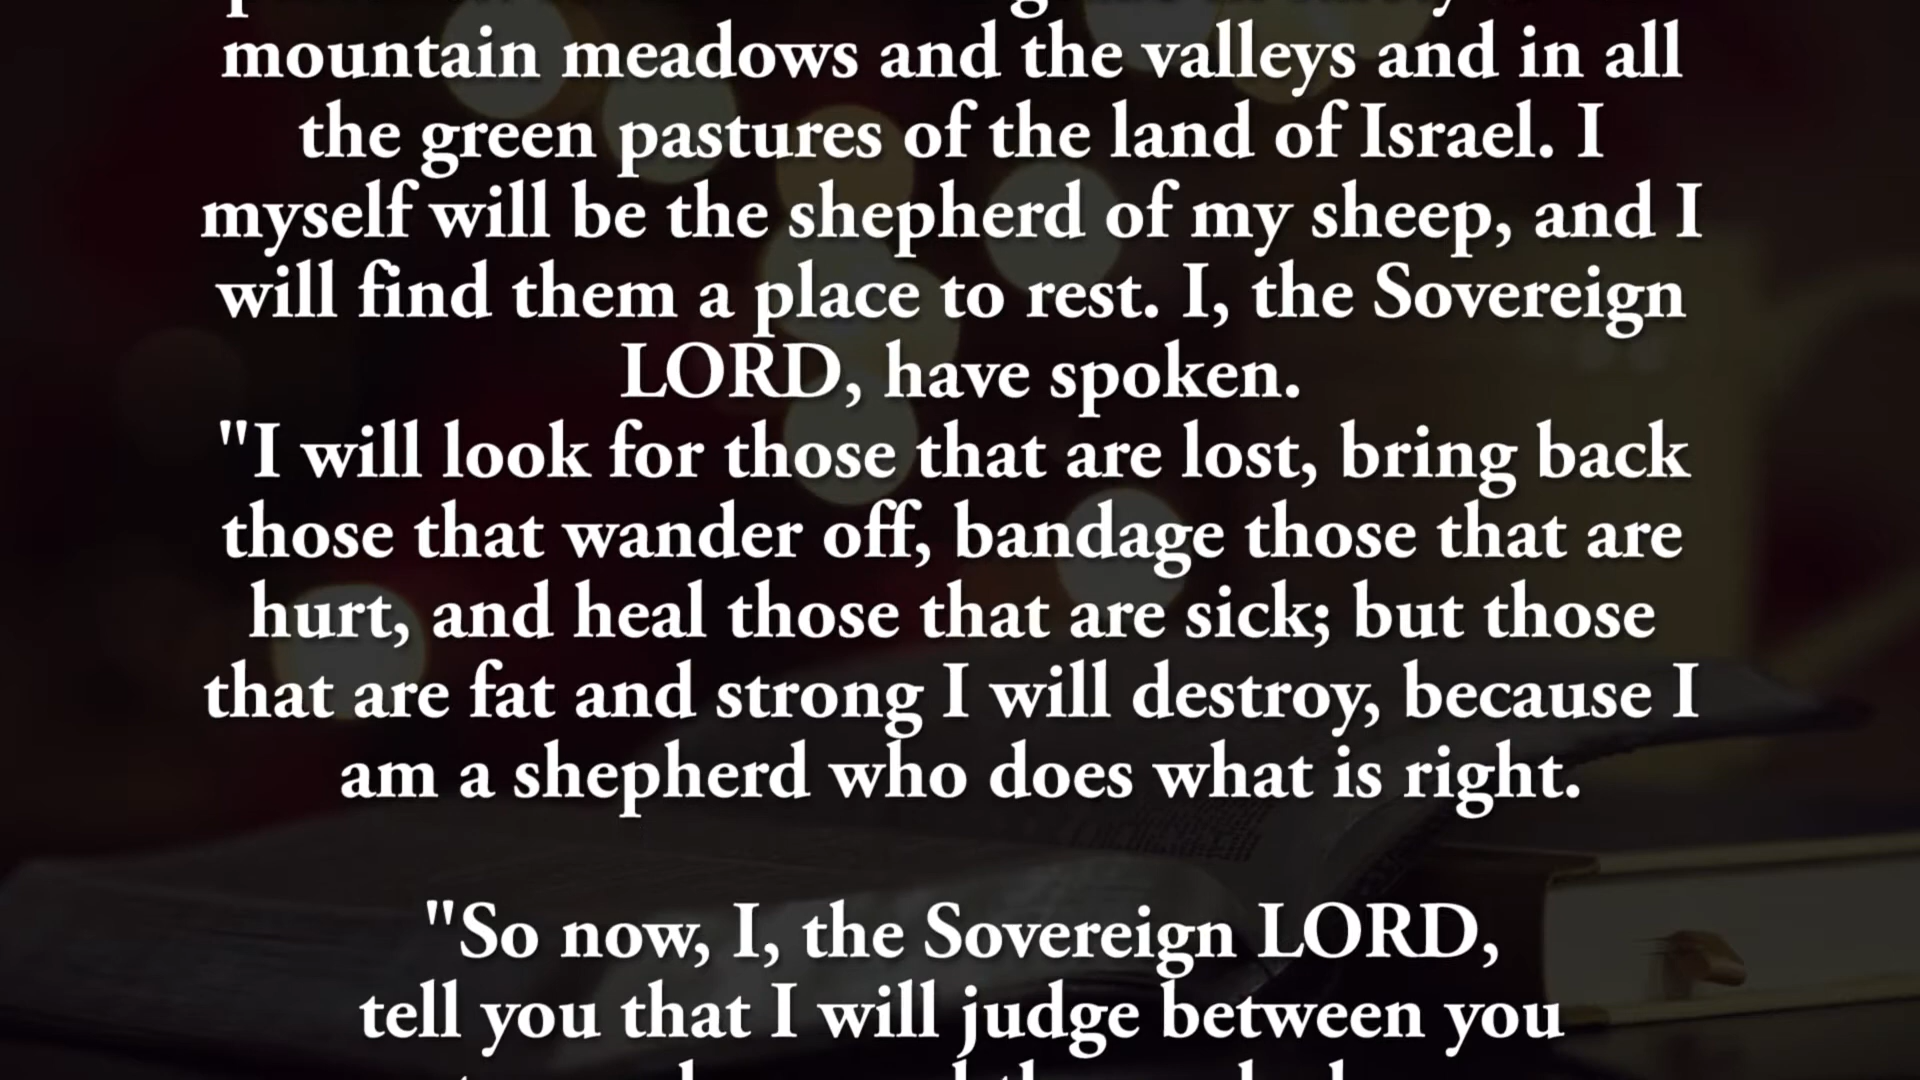 mountain meadows and the valleys and in all
the green pastures of the land of Israel. I
myself will be the shepherd of my sheep, and I
will find them a place to rest. I, the Sovereign
LORD, have spoken.
"I will look for those that are lost, bring back
those that wander off, bandage those that are
hurt, and heal those that are sick; but those
that are fat and strong I will destroy, because I
am a shepherd who does what is right.
"So now, I, the Sovereign LORD,
tell you that I will judge between you